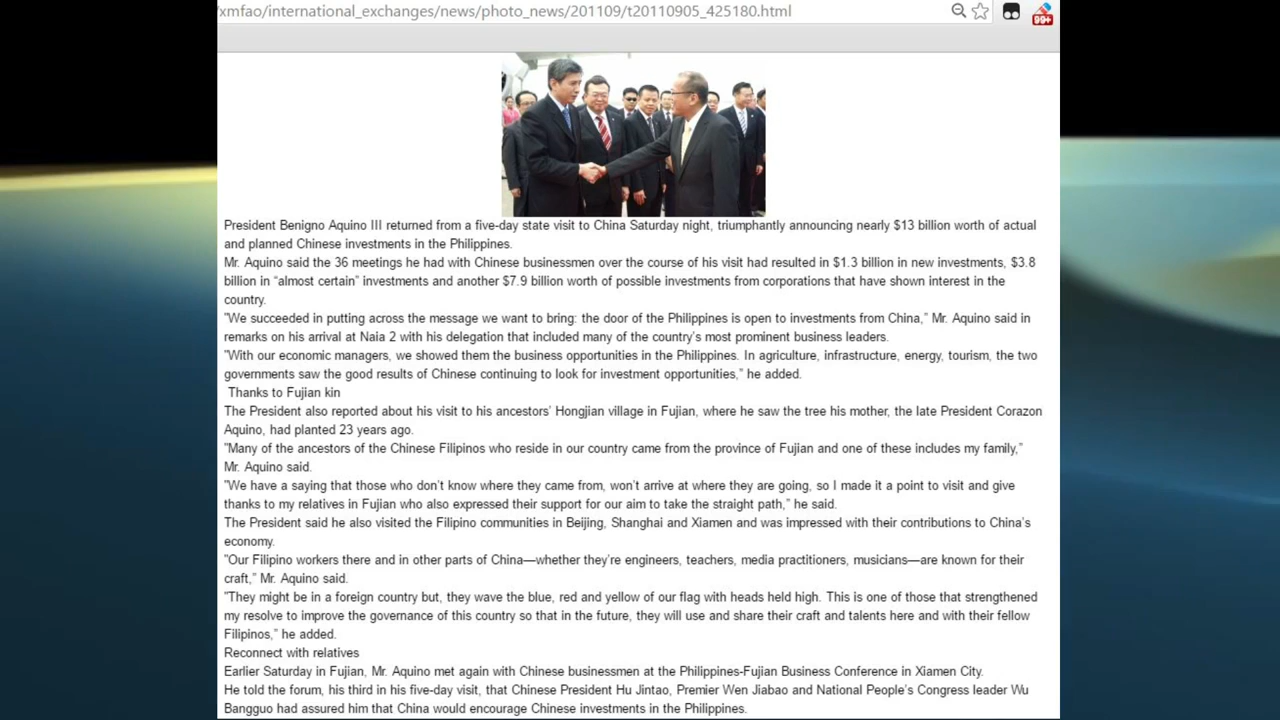 xmfao/international_exchanges/news/photo_news/201109/t20110905_425180.html
99+
President Benigno Aquino III returned from a five-day state visit to China Saturday night, triumphantly announcing nearly $13 billion worth of actual
and planned Chinese investments in the Philippines.
Mr. Aquino said the 36 meetings he had with Chinese businessmen over the course of his visit had resulted in $1.3 billion in new investments, $3.8
billion in “almost certain” investments and another $7.9 billion worth of possible investments from corporations that have shown interest in the
country.
"We succeeded in putting across the message we want to bring: the door of the Philippines is open to investments from China,” Mr. Aquino said in
remarks on his arrival at Naia 2 with his delegation that included many of the country’s most prominent business leaders.
"With our economic managers, we showed them the business opportunities in the Philippines. In agriculture, infrastructure, energy, tourism, the two
governments saw the good results of Chinese continuing to look for investment opportunities,” he added.
Thanks to Fujian kin
The President also reported about his visit to his ancestors’ Hongjian village in Fujian, where he saw the tree his mother, the late President Corazon
Aquino, had planted 23 years ago.
"Many of the ancestors of the Chinese Filipinos who reside in our country came from the province of Fujian and one of these includes my family,”
Mr. Aquino said.
"We have a saying that those who don’t know where they came from, won’t arrive at where they are going, so I made it a point to visit and give
thanks to my relatives in Fujian who also expressed their support for our aim to take the straight path,” he said.
The President said he also visited the Filipino communities in Beijing, Shanghai and Xiamen and was impressed with their contributions to China’s
economy.
"Our Filipino workers there and in other parts of China—whether they’re engineers, teachers, media practitioners, musicians—are known for their
craft,” Mr. Aquino said.
"They might be in a foreign country but, they wave the blue, red and yellow of our flag with heads held high. This is one of those that strengthened
my resolve to improve the governance of this country so that in the future, they will use and share their craft and talents here and with their fellow
Filipinos,” he added.
Reconnect with relatives
Earlier Saturday in Fujian, Mr. Aquino met again with Chinese businessmen at the Philippines-Fujian Business Conference in Xiamen City.
He told the forum, his third in his five-day visit, that Chinese President Hu Jintao, Premier Wen Jiabao and National People’s Congress leader Wu
Bangguo had assured him that China would encourage Chinese investments in the Philippines.